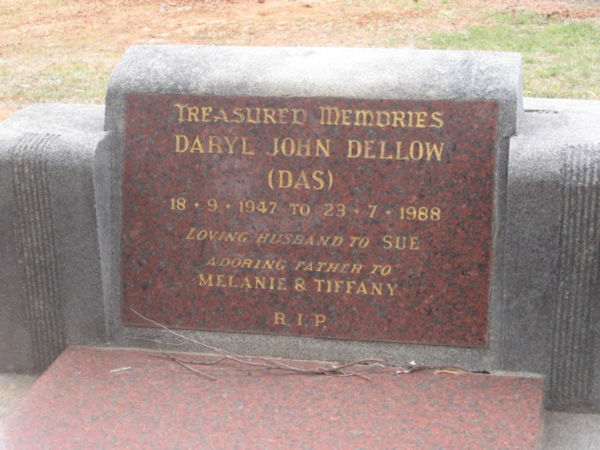 TREASURED MEMORIES
DARYL JOHN DELLOW
(DAS)
18 · 9 · 1947 TO 23 · 7 · 1988
LOVING HUSBAND TO SUE
ADORING FATHER TO
MELANIE & TIFFANY
R.I.P.